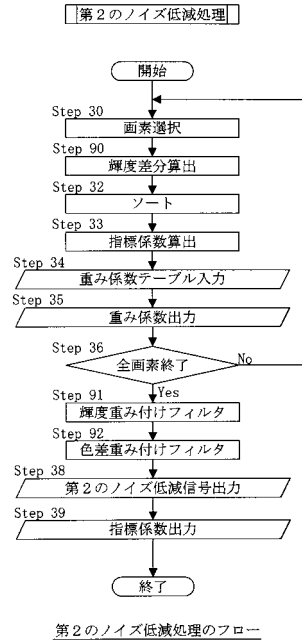 第2のノイズ低減処理
開始
Step 30
画素選択
Step 90
輝度差分算出
Step 32
ソート
Step 33
指標係数算出
Step 34
重み係数テーブル入力
Step 35
重み係数出力
Step 36
全画素終了
No
Yes
Step 91
輝度重み付けフィルタ
Step 92
色差重み付けフィルタ
Step 38
第2のノイズ低減信号出力
Step 39
指標係数出力
終了
第2のノイズ低減処理のフロー